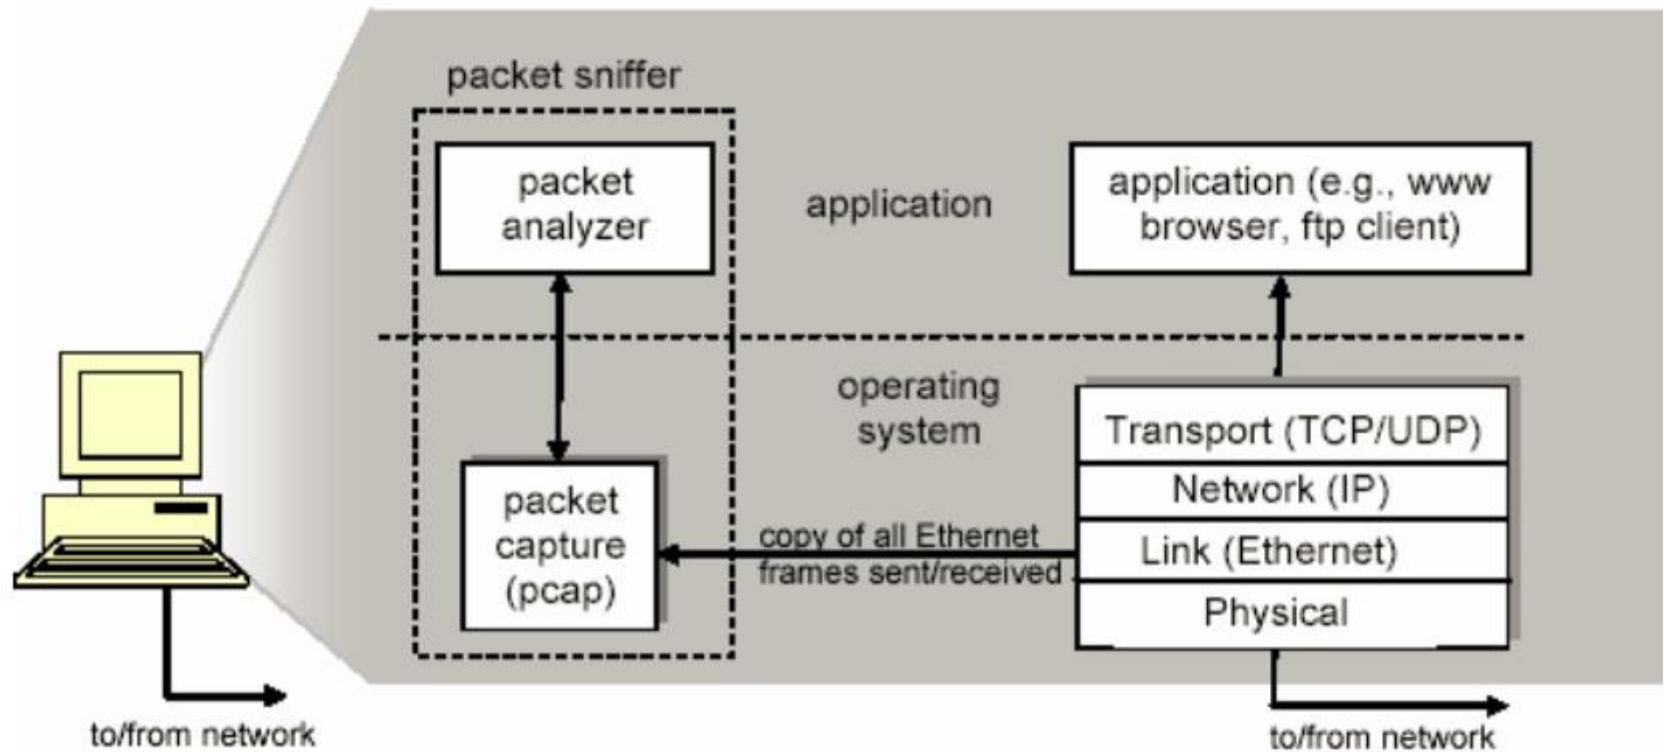 packet sniffer
packet
analyzer
application
application (e.g., www
browser, ftp client)
operating
system
packet
capture
(pcap)
copy of all Ethernet
frames sent/received
Transport (TCP/UDP)
Network (IP)
Link (Ethernet)
Physical
to/from network
to/from network